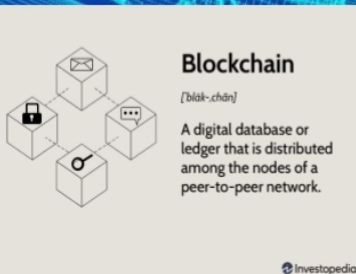 Blockchain
['bläk-,chān]
A digital database or
ledger that is distributed
among the nodes of a
peer-to-peer network.
Investopedia